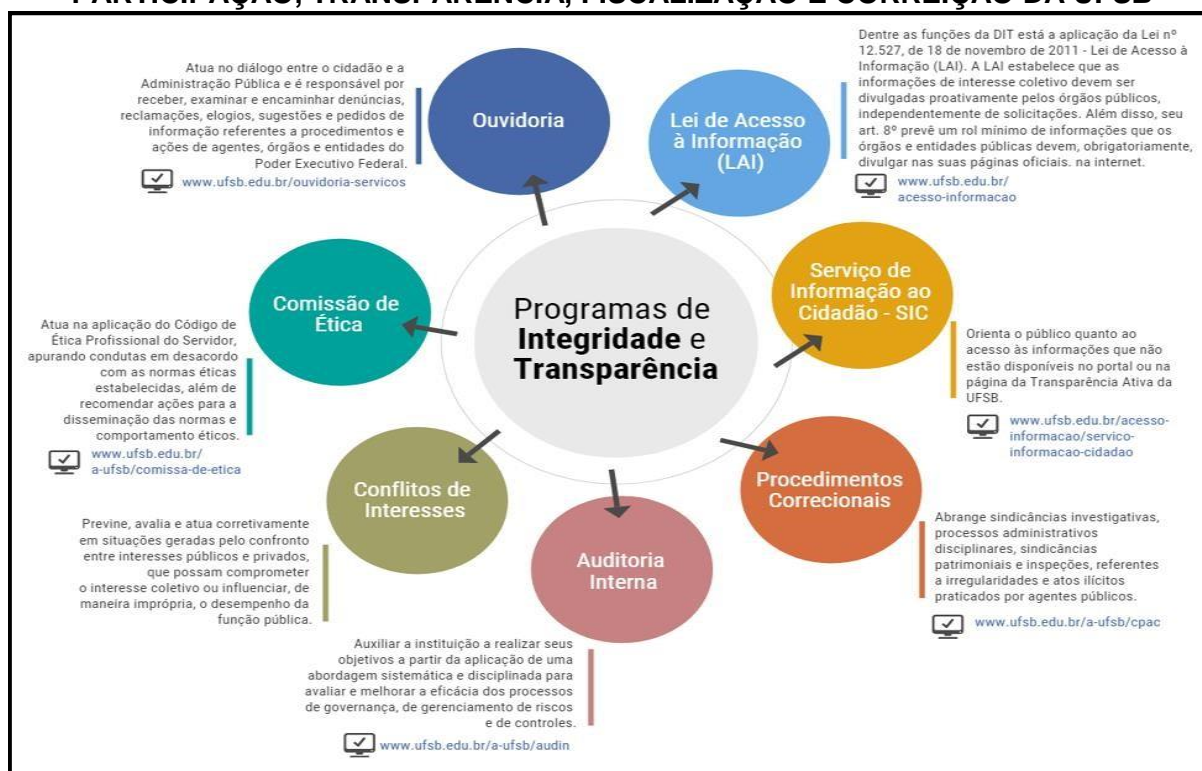 PARTICIPAÇÃO, TRANSPARÊNCIA, FISCALIZAÇÃO E CORREIÇÃO DA UFSB
Atua no diálogo entre o cidadão e a
Administração Pública e é responsável por
receber, examinar e encaminhar denúncias,
reclamações, elogios, sugestões e pedidos de
informação referentes a procedimentos e
ações de agentes, órgãos e entidades do
Poder Executivo Federal.
www.ufsb.edu.br/ouvidoria-servicos
Ouvidoria
Lei de Acesso
à Informação
(LAI)
Dentre as funções da DIT está a aplicação da Lei nº
12.527, de 18 de novembro de 2011 - Lei de Acesso à
Informação (LAI). A LAI estabelece que as
informações de interesse coletivo devem ser
divulgadas proativamente pelos órgãos públicos,
independentemente de solicitações. Além disso, seu
art. 8º prevê um rol mínimo de informações que os
órgãos e entidades públicas devem, obrigatoriamente,
divulgar nas suas páginas oficiais. na internet.
www.ufsb.edu.br/
acesso-informacao
Comissão de
Ética
Atua na aplicação do Código de
Ética Profissional do Servidor,
apurando condutas em desacordo
com as normas éticas
estabelecidas, além de
recomendar ações para a
disseminação das normas e
comportamento éticos.
www.ufsb.edu.br/
a-ufsb/comissa-de-etica
Programas de
Integridade e
Transparência
Serviço de
Informação ao
Cidadão - SIC
Orienta o público quanto ao
acesso às informações que não
estão disponíveis no portal ou na
página da Transparência Ativa da
UFSB.
www.ufsb.edu.br/acesso-
informacao/servico-
informacao-cidadao
Conflitos de
Interesses
Previne, avalia e atua corretivamente
em situações geradas pelo confronto
entre interesses públicos e privados,
que possam comprometer
o interesse coletivo ou influenciar, de
maneira imprópria, o desempenho da
função pública.
Auditoria
Interna
Auxiliar a instituição a realizar seus
objetivos a partir da aplicação de uma
abordagem sistemática e disciplinada para
avaliar e melhorar a eficácia dos processos
de governança, de gerenciamento de riscos
e de controles.
www.ufsb.edu.br/a-ufsb/audin
Procedimentos
Correcionais
Abrange sindicâncias investigativas,
processos administrativos
disciplinares, sindicâncias
patrimoniais e inspeções, referentes
a irregularidades e atos ilícitos
praticados por agentes públicos.
www.ufsb.edu.br/a-ufsb/cpac